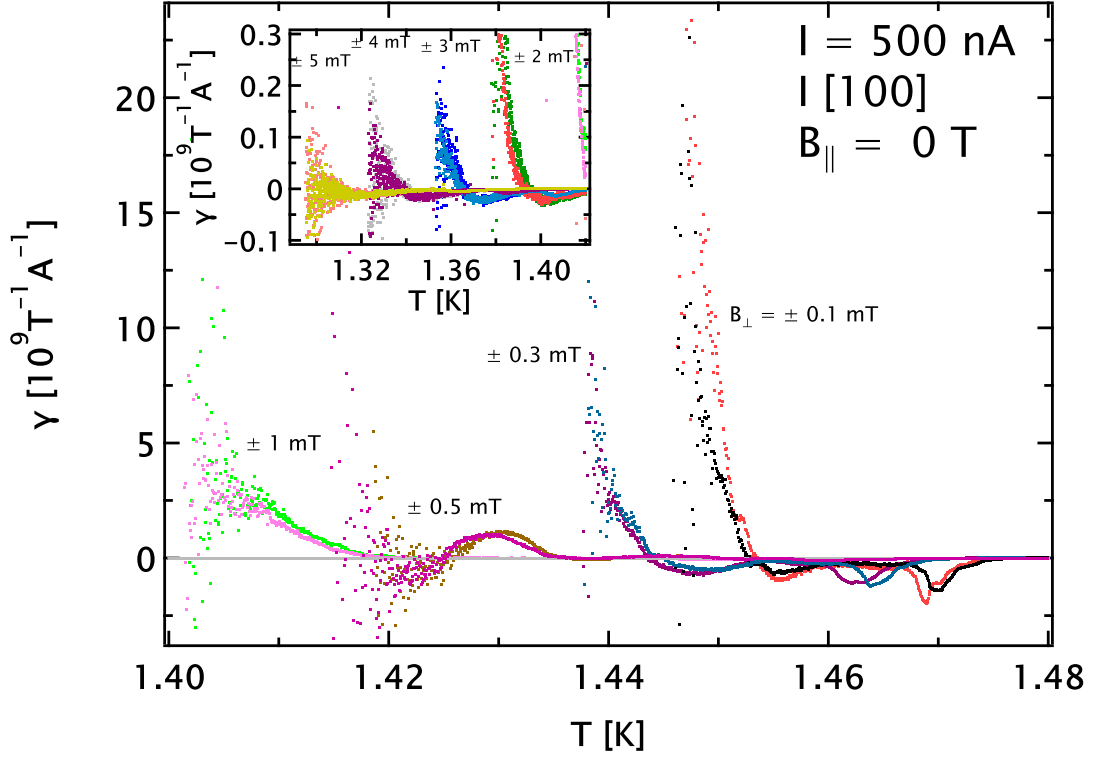 I = 500 nA
I [100]
B∥ = 0 T
γ [10⁹T⁻¹A⁻¹]
20
15
10
5
0
1.40
1.42
1.44
1.46
1.48
T [K]
B⊥ = ± 0.1 mT
± 0.3 mT
± 0.5 mT
± 1 mT
γ [10⁹T⁻¹A⁻¹]
0.3
0.2
0.1
0
−0.1
1.32
1.36
1.40
T [K]
± 5 mT
± 4 mT
± 3 mT
± 2 mT